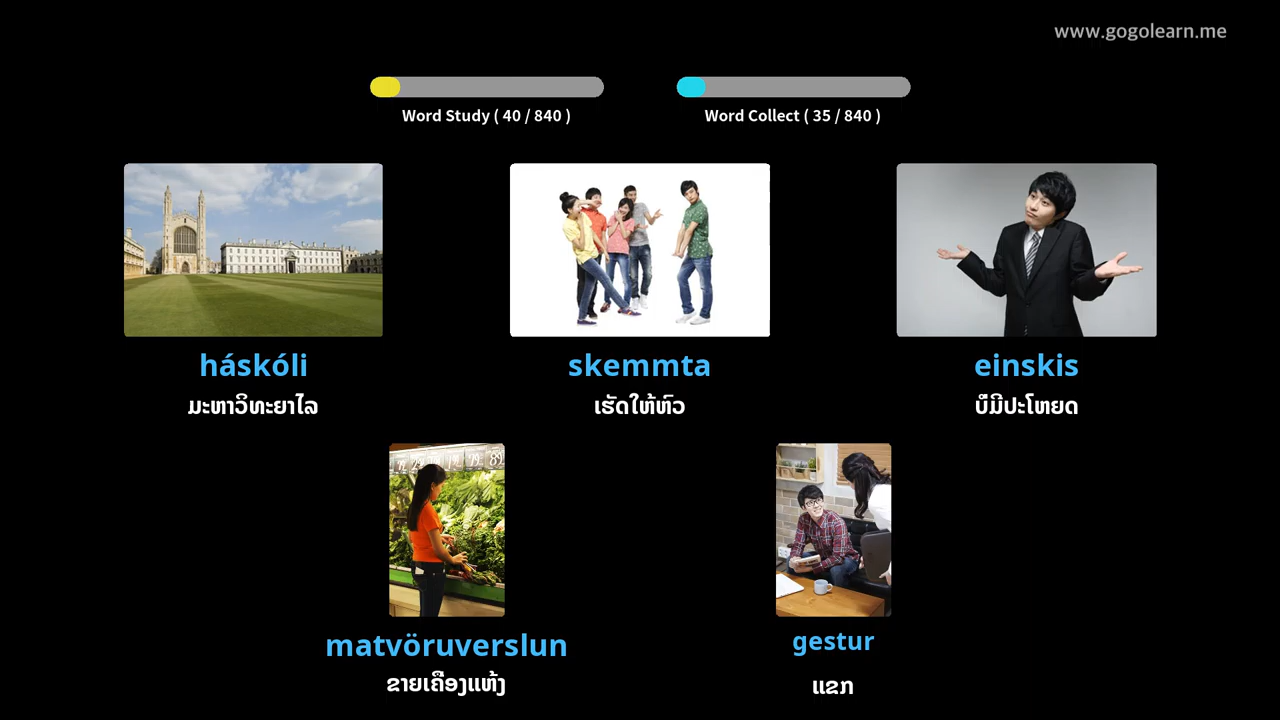 www.gogolearn.me
Word Study ( 40 / 840 )
Word Collect ( 35 / 840 )
háskóli
ມະຫາວິທະຍາໄລ
skemmta
ເຮັດໃຫ້ຫົວ
einskis
ບໍ່ມີປະໂຫຍດ
matvöruverslun
ຂາຍເຄື່ອງແຫ້ງ
gestur
ແຂກ